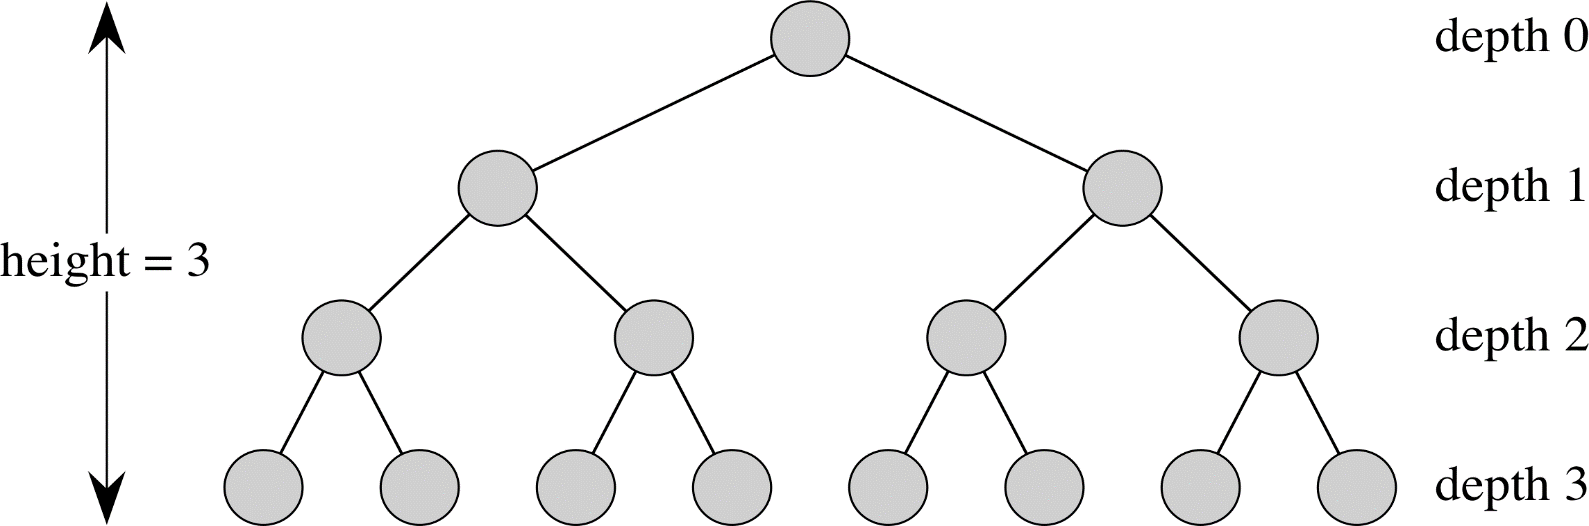 depth 0
depth 1
height = 3
depth 2
depth 3